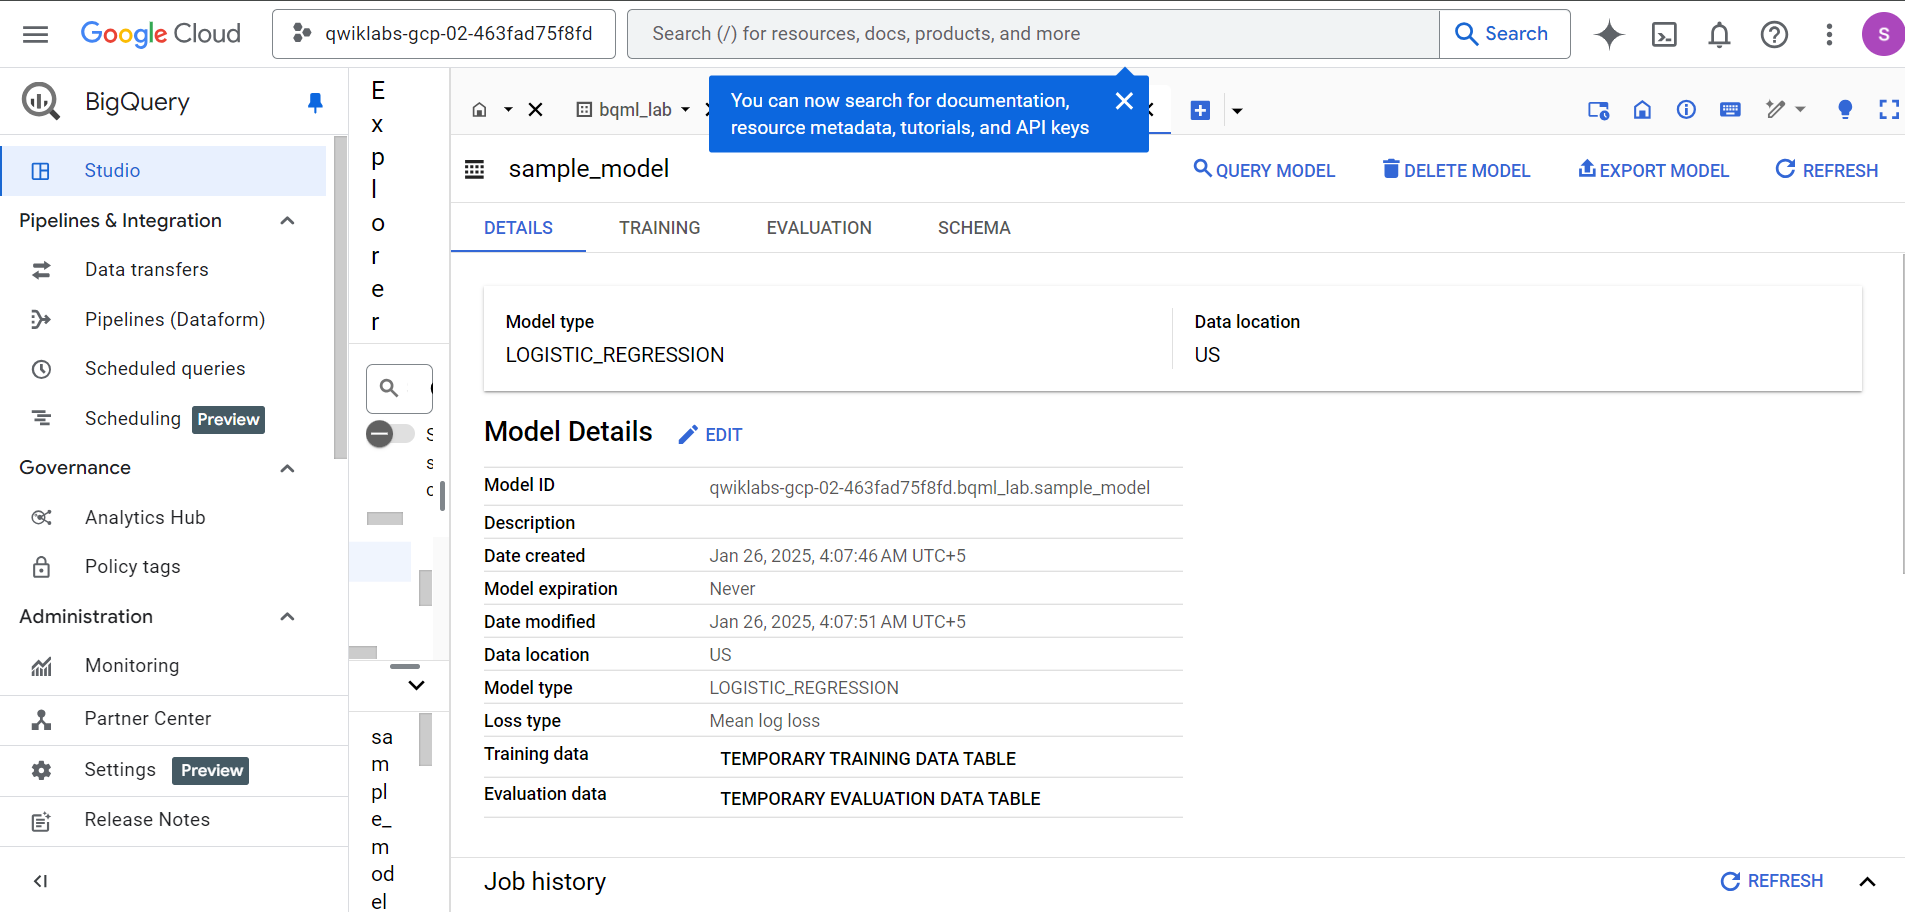 Google Cloud
qwiklabs-gcp-02-463fad75f8fd
Search (/) for resources, docs, products, and more
Search
S
BigQuery
Studio
Pipelines & Integration
Data transfers
Pipelines (Dataform)
Scheduled queries
Scheduling Preview
Governance
Analytics Hub
Policy tags
Administration
Monitoring
Partner Center
Settings Preview
Release Notes
E
x
p
l
o
r
e
r
S
s
c
sa
m
pl
e_
m
od
el
bqml_lab
You can now search for documentation,
resource metadata, tutorials, and API keys
sample_model
QUERY MODEL
DELETE MODEL
EXPORT MODEL
REFRESH
DETAILS
TRAINING
EVALUATION
SCHEMA
Model type
LOGISTIC_REGRESSION
Data location
US
Model Details
EDIT
Model ID qwiklabs-gcp-02-463fad75f8fd.bqml_lab.sample_model
Description
Date created Jan 26, 2025, 4:07:46 AM UTC+5
Model expiration Never
Date modified Jan 26, 2025, 4:07:51 AM UTC+5
Data location US
Model type LOGISTIC_REGRESSION
Loss type Mean log loss
Training data TEMPORARY TRAINING DATA TABLE
Evaluation data TEMPORARY EVALUATION DATA TABLE
Job history
REFRESH